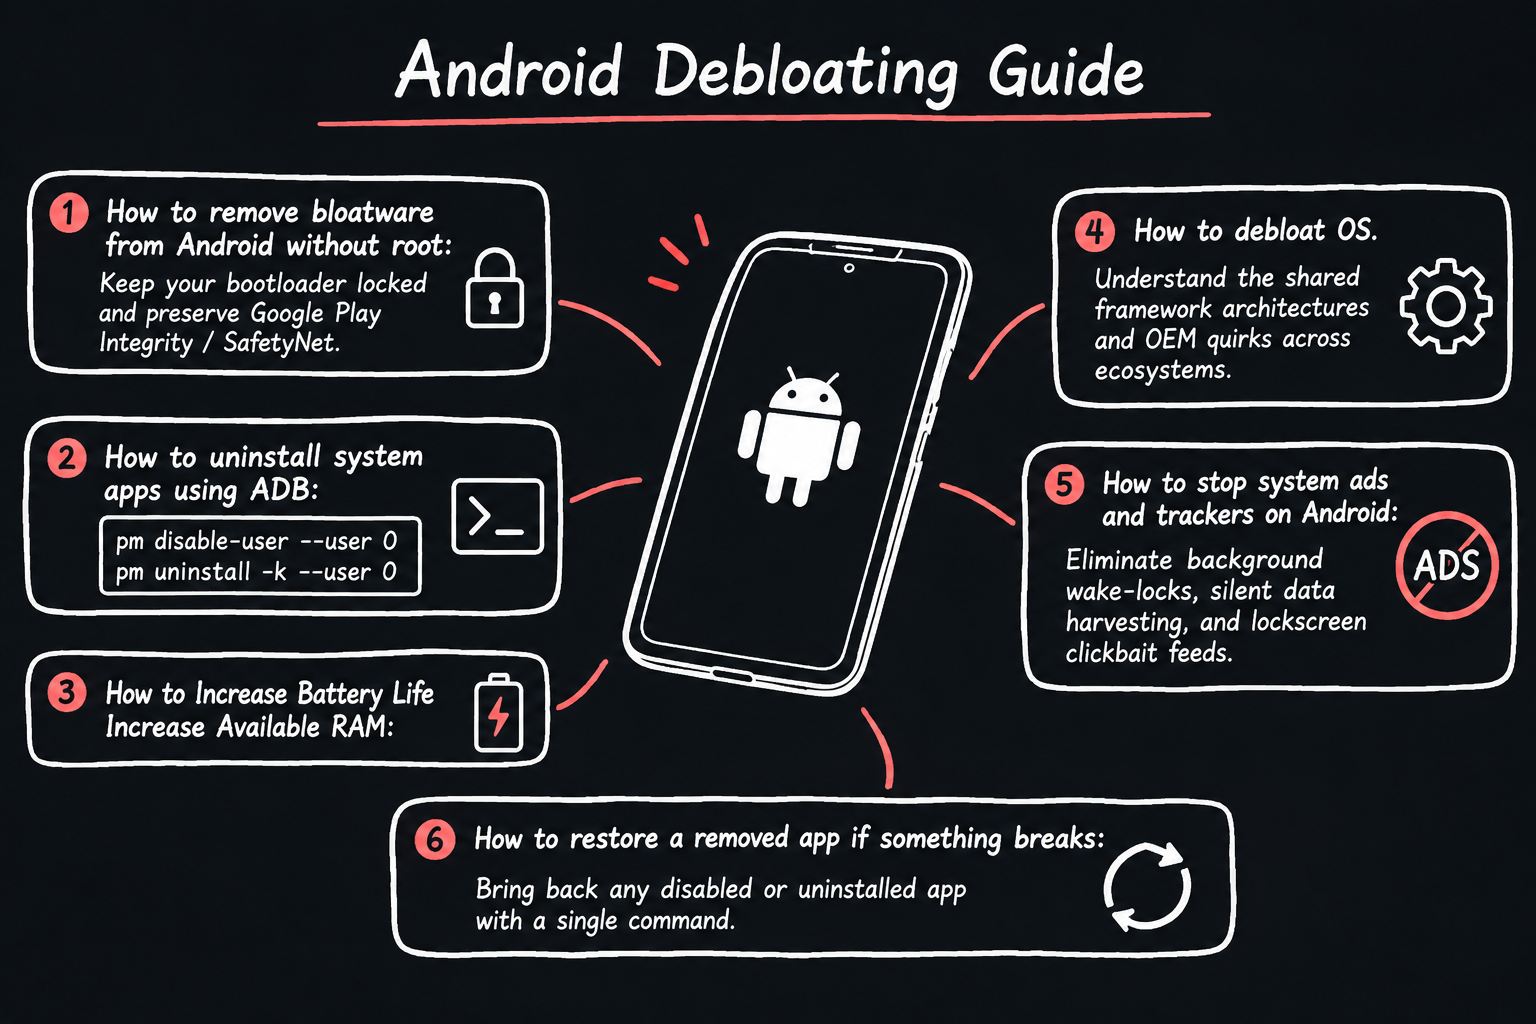 Android Debloating Guide
1
How to remove bloatware
from Android without root:
Keep your bootloader locked
and preserve Google Play
Integrity / SafetyNet.
2
How to uninstall system
apps using ADB:
pm disable-user --user 0
pm uninstall -k --user 0
>_
3
How to Increase Battery Life
Increase Available RAM:
4
How to debloat OS.
Understand the shared
framework architectures
and OEM quirks across
ecosystems.
5
How to stop system ads
and trackers on Android:
Eliminate background
wake-locks, silent data
harvesting, and lockscreen
clickbait feeds.
ADS
6
How to restore a removed app if something breaks:
Bring back any disabled or uninstalled app
with a single command.